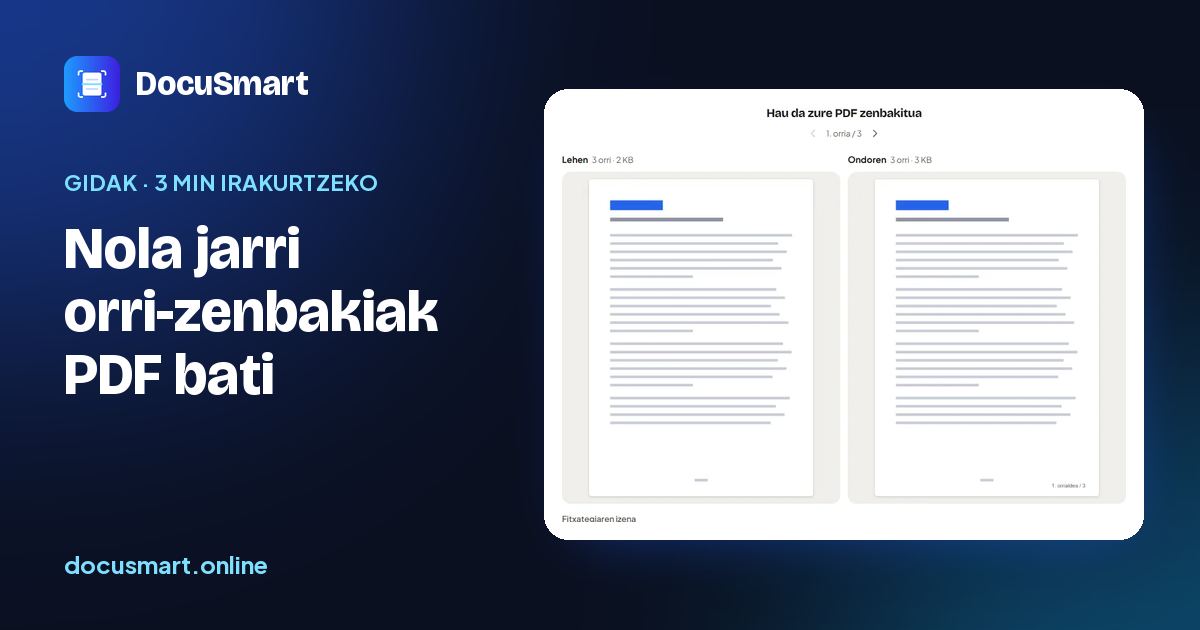 DocuSmart
GIDAK · 3 MIN IRAKURTZEKO
Nola jarri
orri-zenbakiak
PDF bati
docusmart.online
Hau da zure PDF zenbakitua
1. orria / 3
Lehen 3 orri · 2 KB
Ondoren 3 orri · 3 KB
1. orrialdea / 3
Fitxategiaren izena